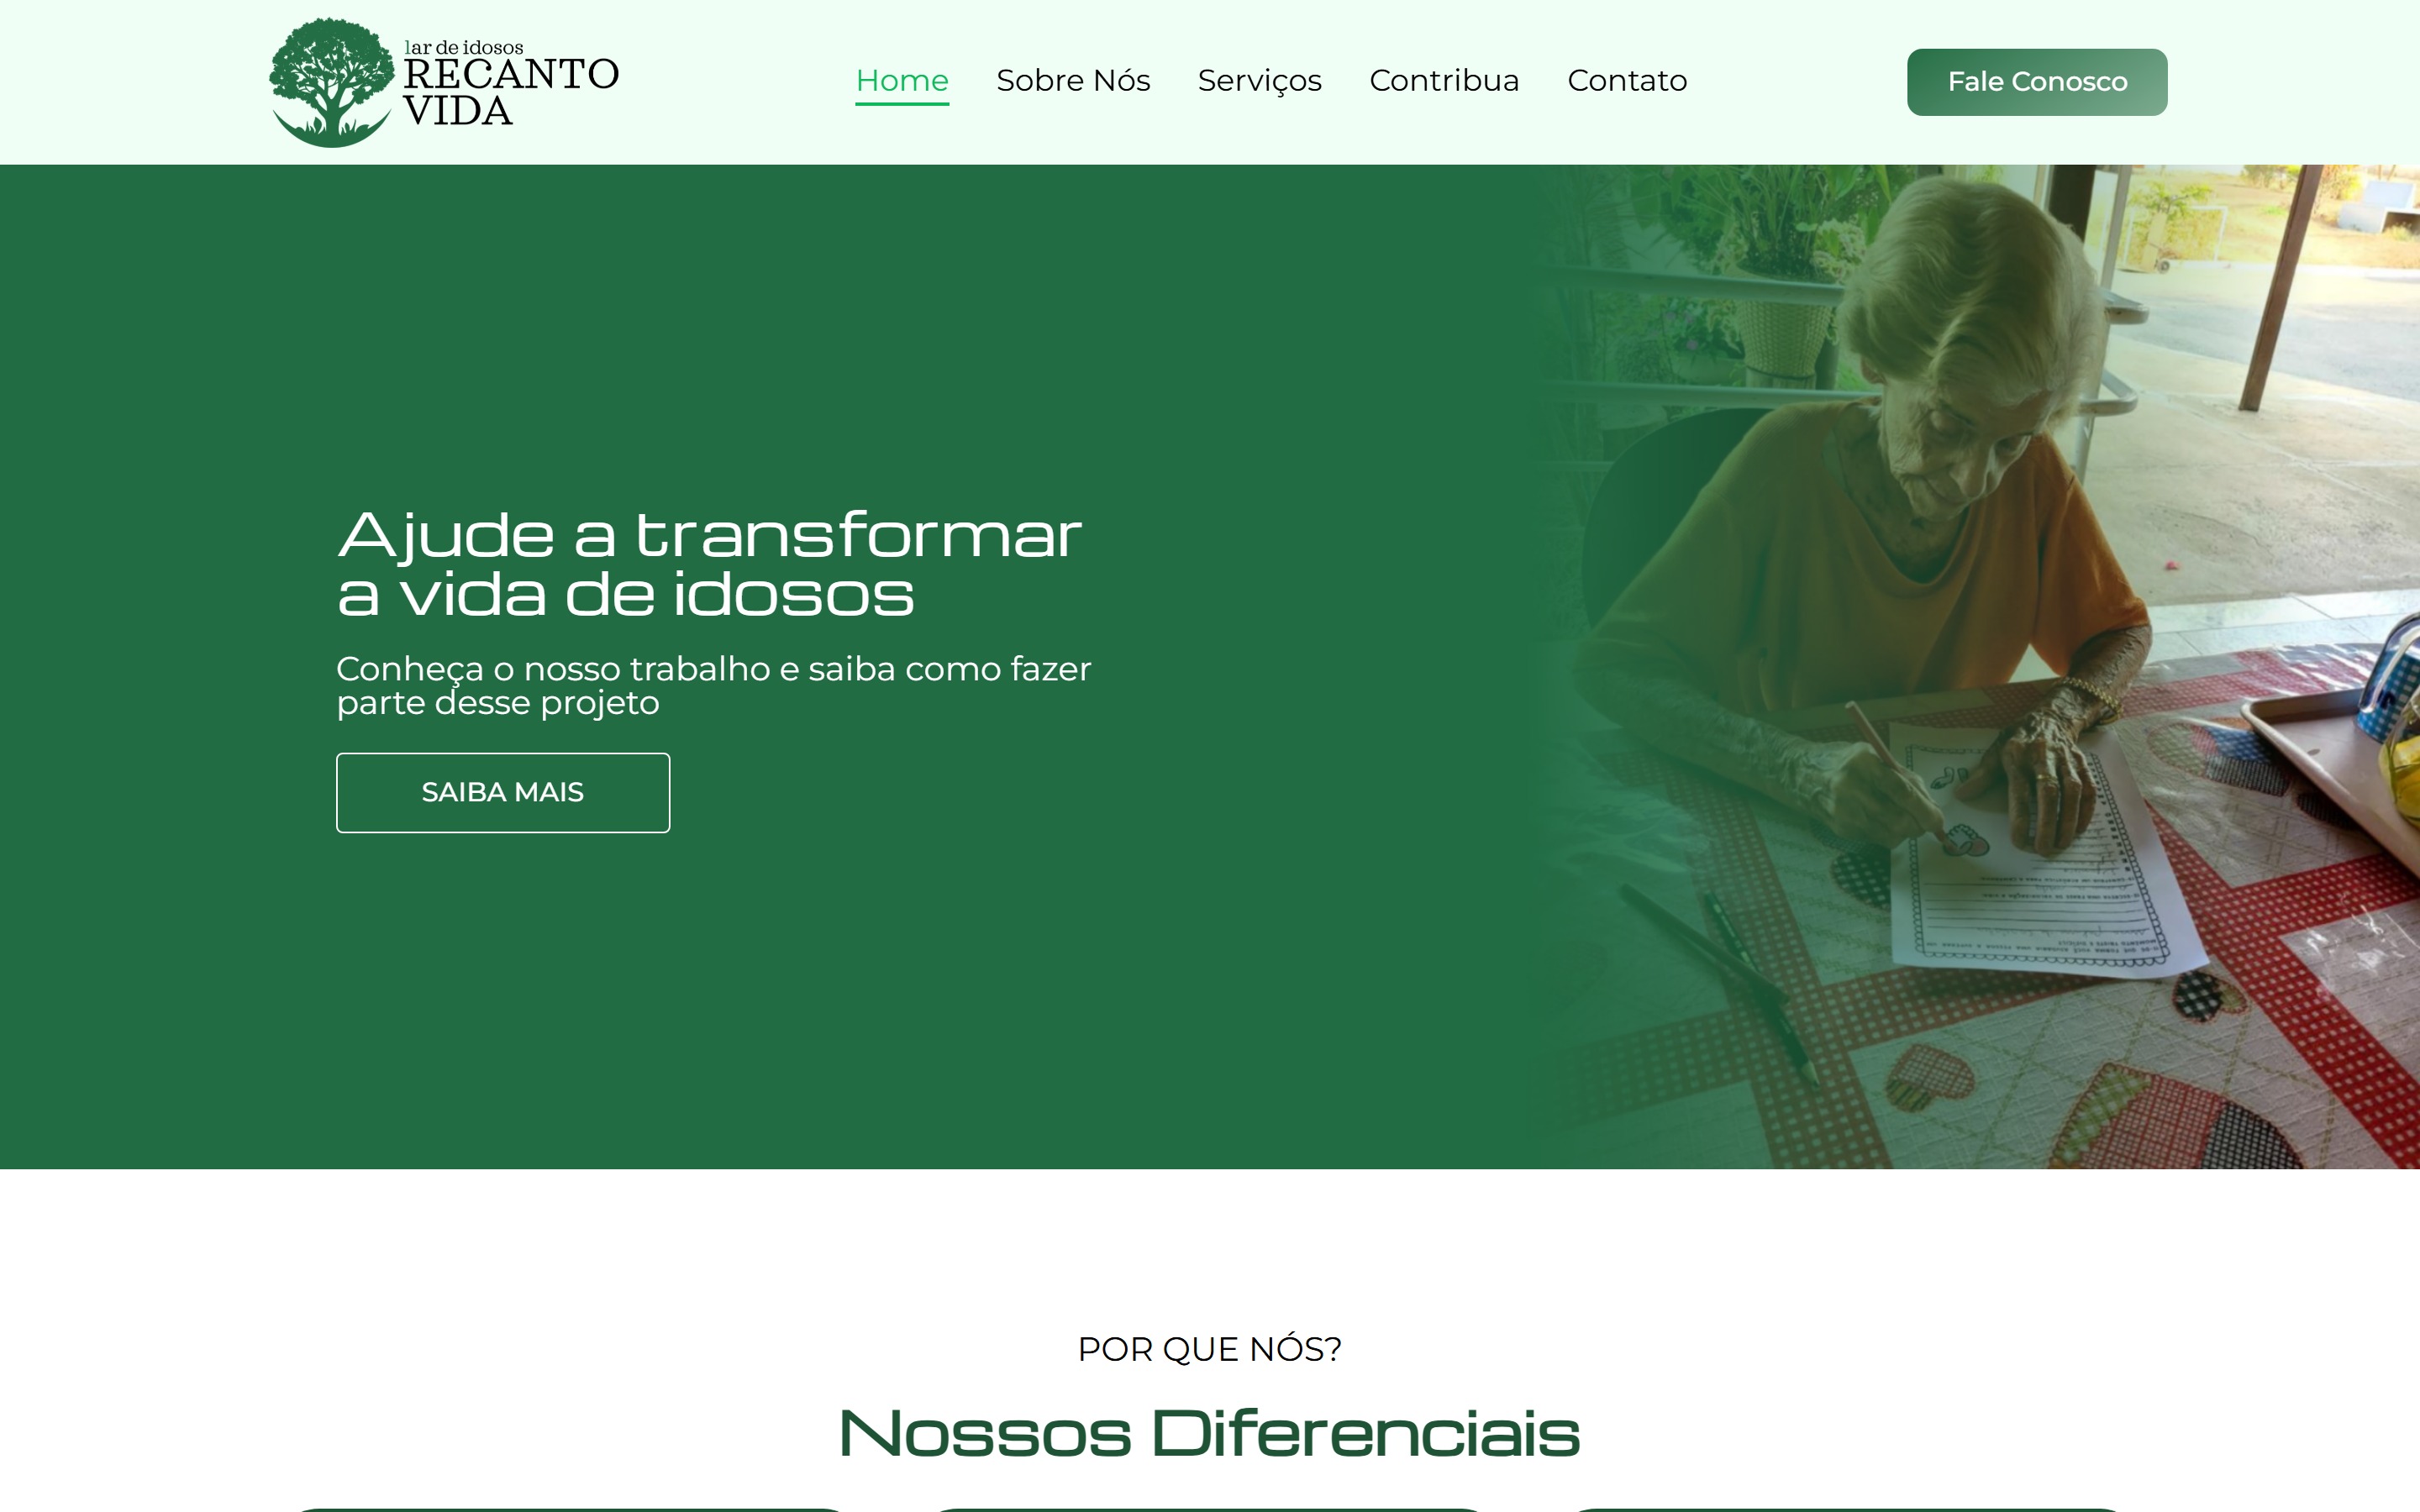 lar de idosos
RECANTO
VIDA
Home Sobre Nós Serviços Contribua Contato
Fale Conosco
Ajude a transformar
a vida de idosos
Conheça o nosso trabalho e saiba como fazer
parte desse projeto
SAIBA MAIS
POR QUE NÓS?
Nossos Diferenciais